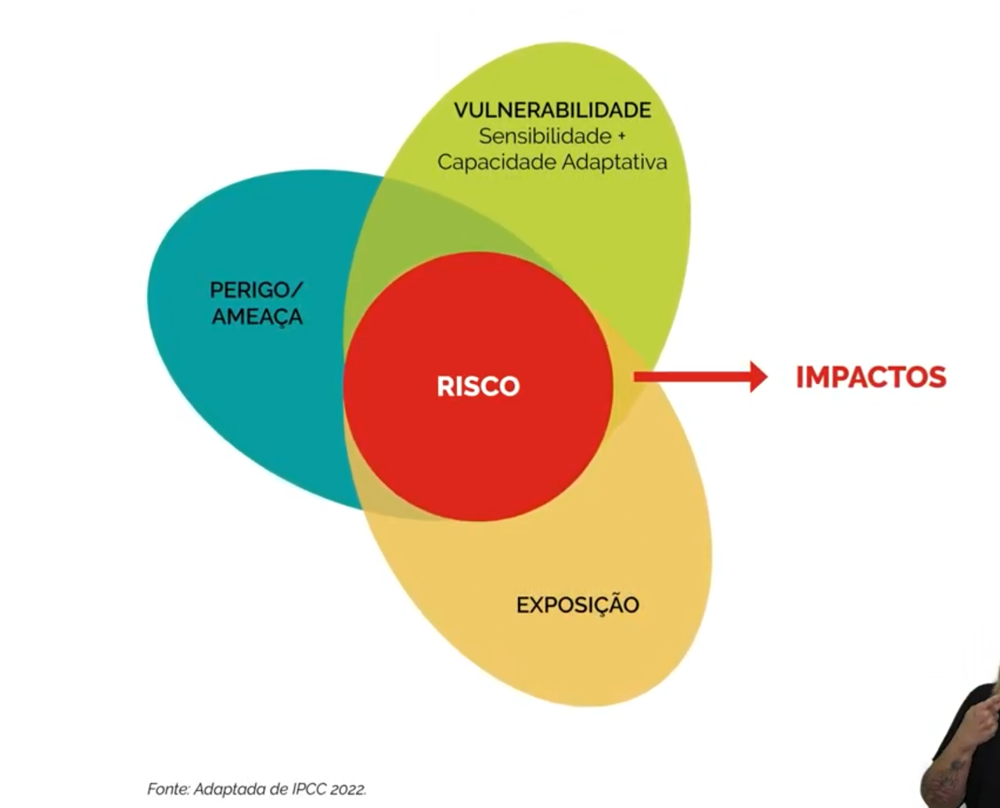 VULNERABILIDADE
Sensibilidade +
Capacidade Adaptativa
PERIGO/
AMEAÇA
RISCO
IMPACTOS
EXPOSIÇÃO
Fonte: Adaptada de IPCC 2022.